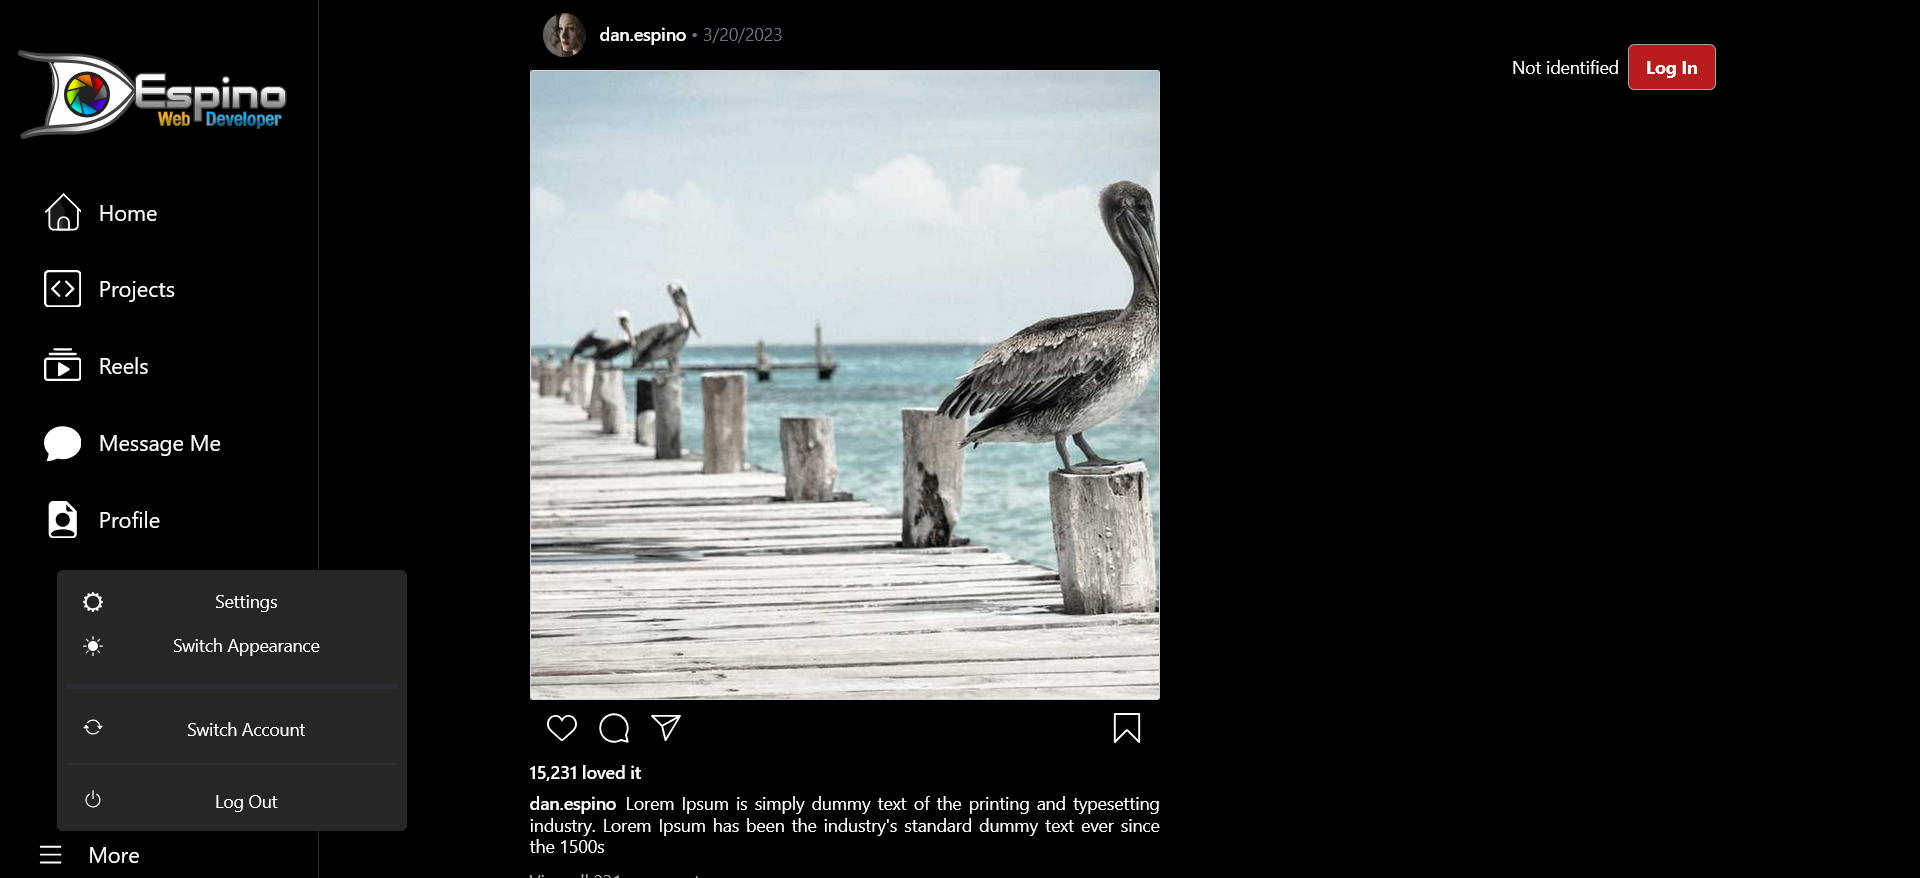 Espino
Web Developer
Home
Projects
Reels
Message Me
Profile
Settings
Switch Appearance
Switch Account
Log Out
More
dan.espino • 3/20/2023
15,231 loved it
dan.espino Lorem Ipsum is simply dummy text of the printing and typesetting
industry. Lorem Ipsum has been the industry's standard dummy text ever since
the 1500s
Not identified
Log In